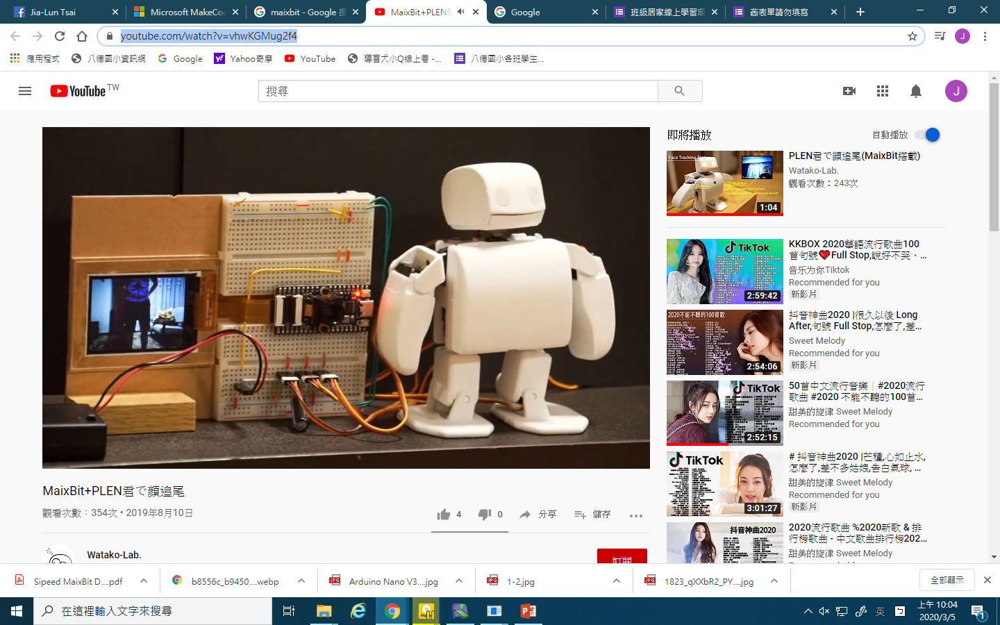 Jia-Lun Tsai
Microsoft MakeCo
maixbit - Google 搜
MaixBit+PLEN君
Google
班級居家線上學習環
舊表單請勿填寫
youtube.com/watch?v=vhwKGMug2f4
J
應用程式
八德國小資訊網
Google
Yahoo奇摩
YouTube
導盲犬小Q線上看 -...
八德國小各班學生...
YouTube TW
搜尋
J
MaixBit+PLEN君で顔追尾
觀看次數：354次 • 2019年8月10日
4
0
分享
儲存
Watako-Lab.
訂閱
即將播放
自動播放
Face Tracking Test
Camera
LCD Monitor
1:04
PLEN君で顔追尾(MaixBit搭載)
Watako-Lab.
觀看次數：243次
TikTok
2:59:42
KKBOX 2020華語流行歌曲100
首句號❤️Full Stop,說好不哭、...
音乐为你Tiktok
Recommended for you
新影片
2020不能不聽的100首歌
2:54:06
抖音神曲2020 |很久以後 Long
After,句號 Full Stop,怎麼了,差...
Sweet Melody
Recommended for you
新影片
TikTok
2:52:15
50首中文流行音樂｜#2020流行
歌曲 #2020 不能不聽的100首...
甜美的旋律 Sweet Melody
Recommended for you
TikTok
3:01:27
# 抖音神曲2020 |芒種,心如止水,
怎麼了,差不多姑娘,告白氣球, ...
甜美的旋律 Sweet Melody
Recommended for you
新影片
抖音神曲2020
2020流行歌曲 %2020新歌 & 排
行榜歌曲 - 中文歌曲排行榜202...
甜美的旋律 Sweet Melody
Sipeed MaixBit D....pdf
b8556c_b9450....webp
Arduino Nano V3....jpg
1-2.jpg
1823_qXXbR2_PY....jpg
全部顯示
在這裡輸入文字來搜尋
英
上午 10:04
2020/3/5
1